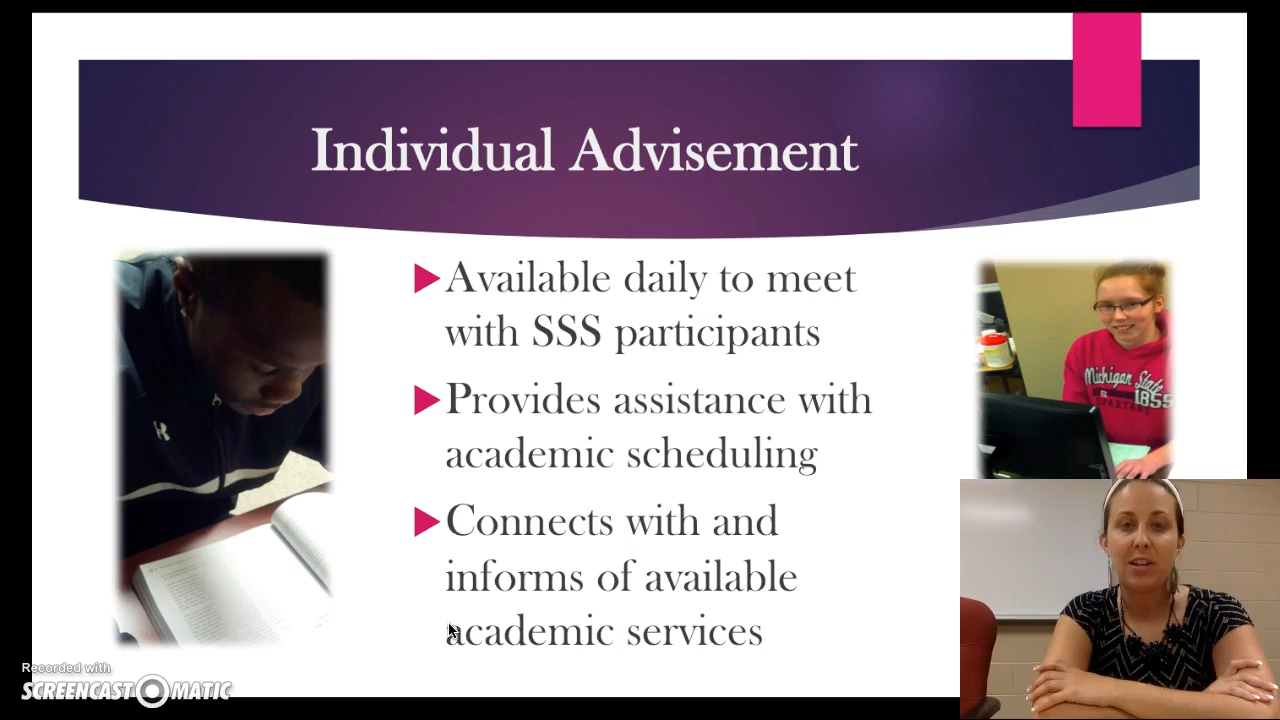 Individual Advisement
Available daily to meet
with SSS participants
Provides assistance with
academic scheduling
Connects with and
informs of available
academic services
Michigan State
SPARTANS
1855
Recorded with
SCREENCAST-O-MATIC